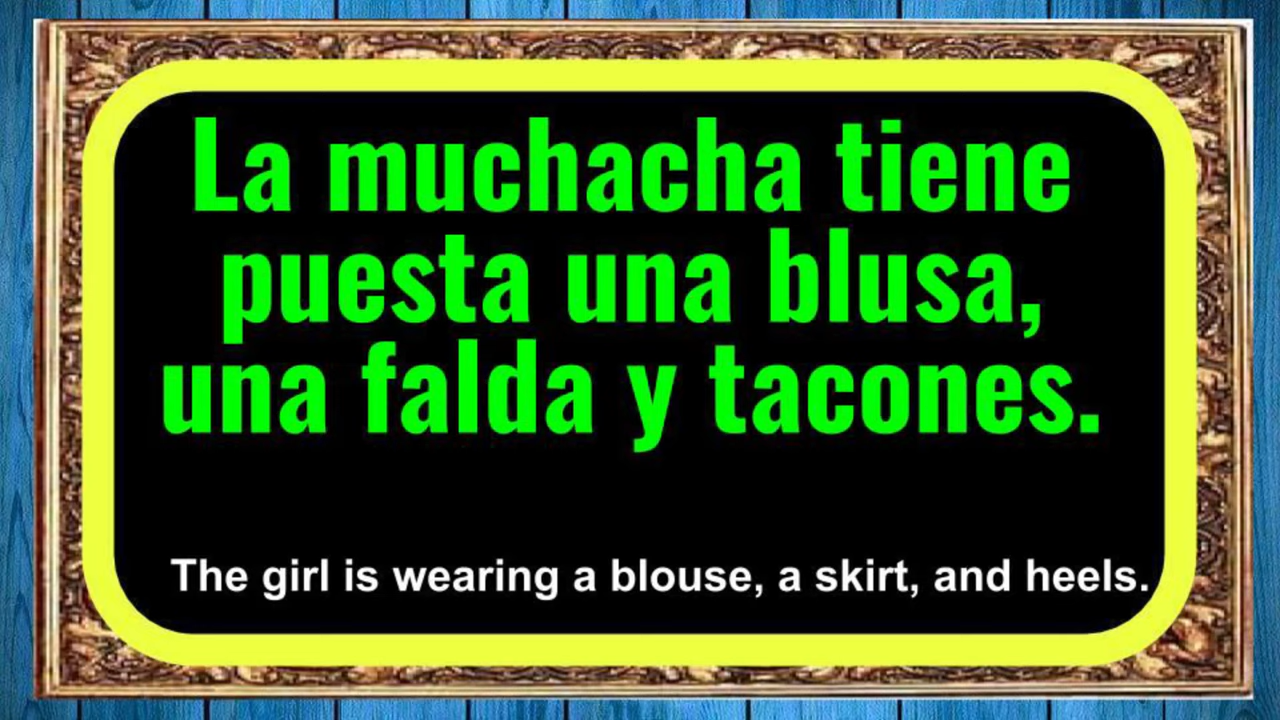 La muchacha tiene
puesta una blusa,
una falda y tacones.
The girl is wearing a blouse, a skirt, and heels.